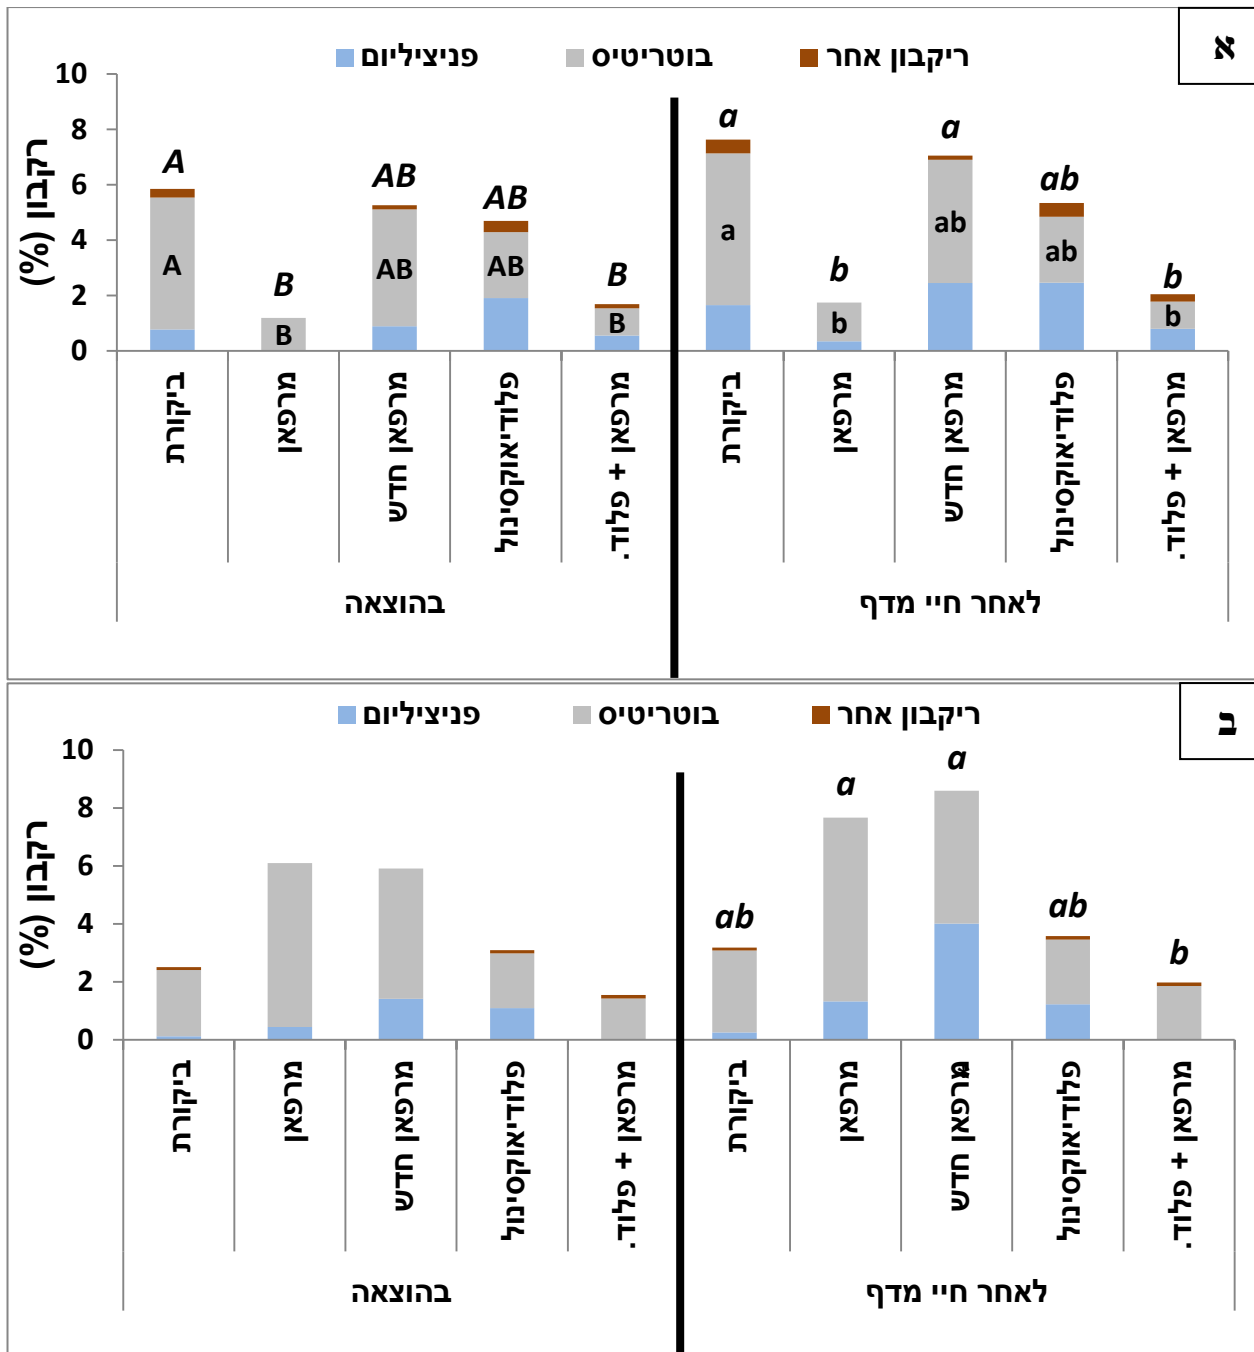 א
פניציליום בוטריטיס ריקבון אחר
רקבון (%)
10
8
6
4
2
0
A AB AB B B
A B AB AB B
a a ab b b
a b ab ab b
ביקורת
מרפאן
מרפאן חדש
פלודיאוקסינול
מרפאן + פלוד.
ביקורת
מרפאן
מרפאן חדש
פלודיאוקסינול
מרפאן + פלוד.
בהוצאה
לאחר חיי מדף
ב
פניציליום בוטריטיס ריקבון אחר
רקבון (%)
10
8
6
4
2
0
ab a a ab b
ביקורת
מרפאן
מרפאן חדש
פלודיאוקסינול
מרפאן + פלוד.
ביקורת
מרפאן
מרפאן חדש
פלודיאוקסינול
מרפאן + פלוד.
בהוצאה
לאחר חיי מדף